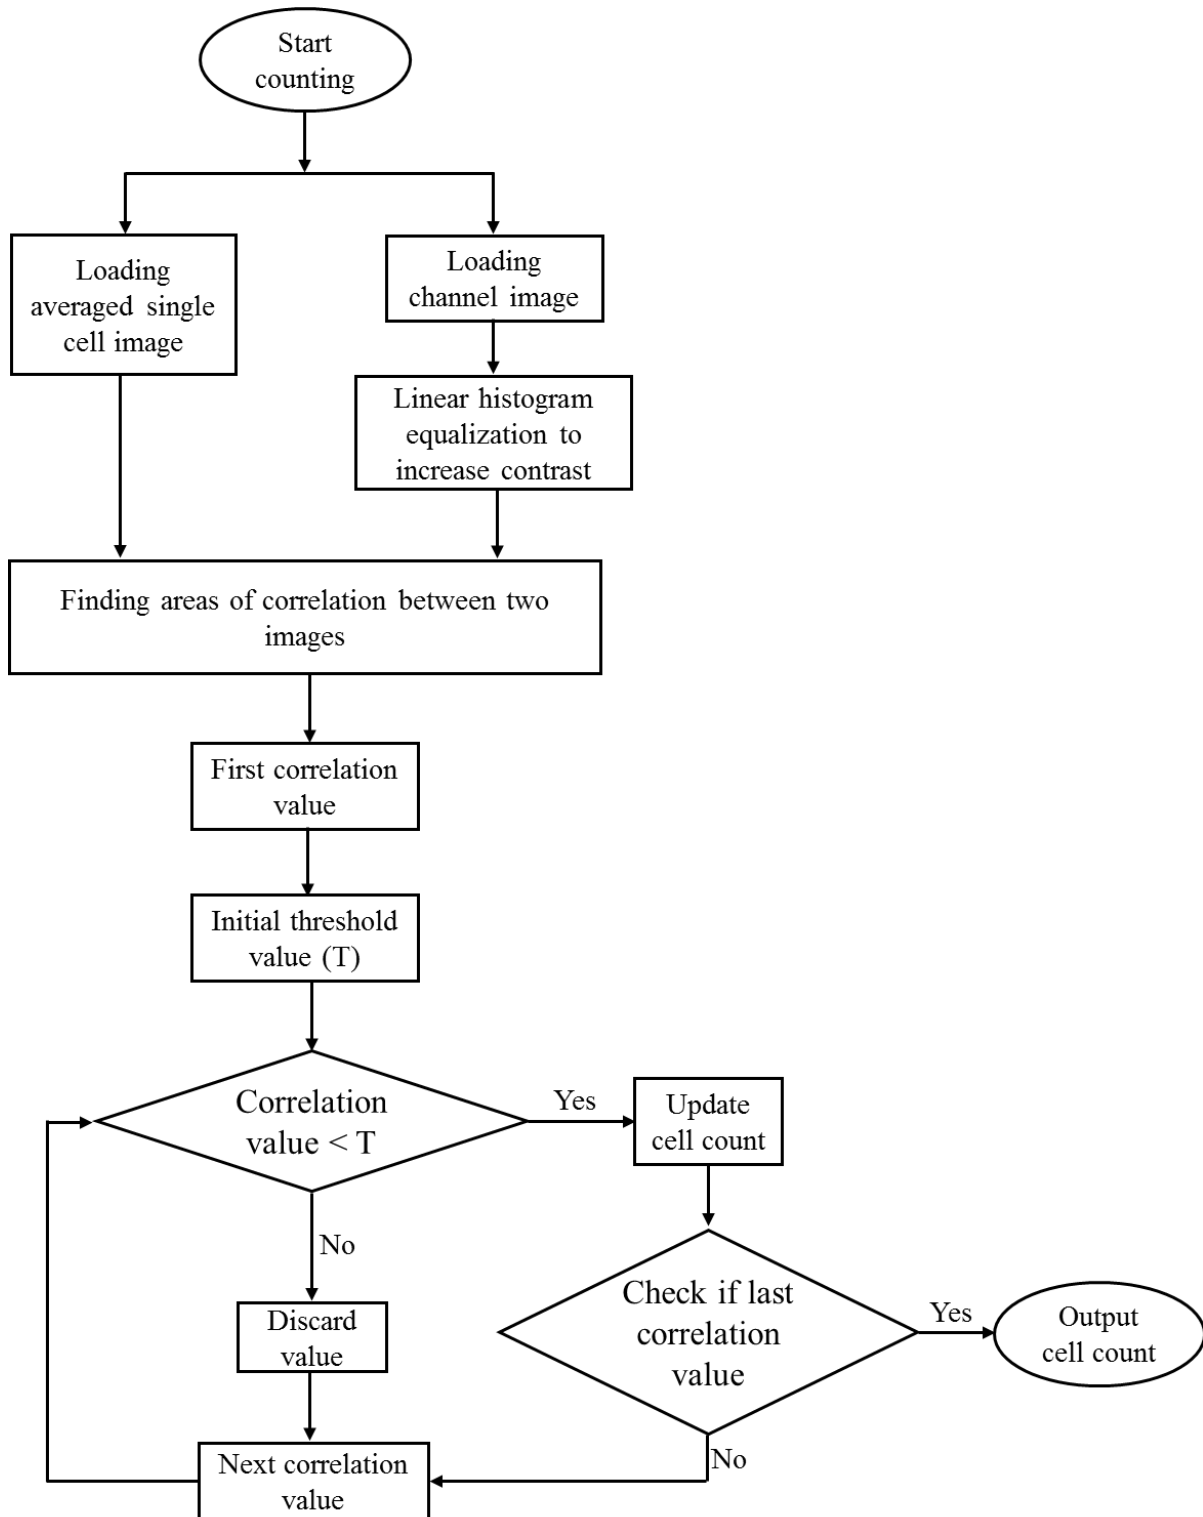 Start
counting
Loading
averaged single
cell image
Loading
channel image
Linear histogram
equalization to
increase contrast
Finding areas of correlation between two
images
First correlation
value
Initial threshold
value (T)
Correlation
value < T
Yes
Update
cell count
No
Discard
value
Check if last
correlation
value
Yes
Output
cell count
No
Next correlation
value